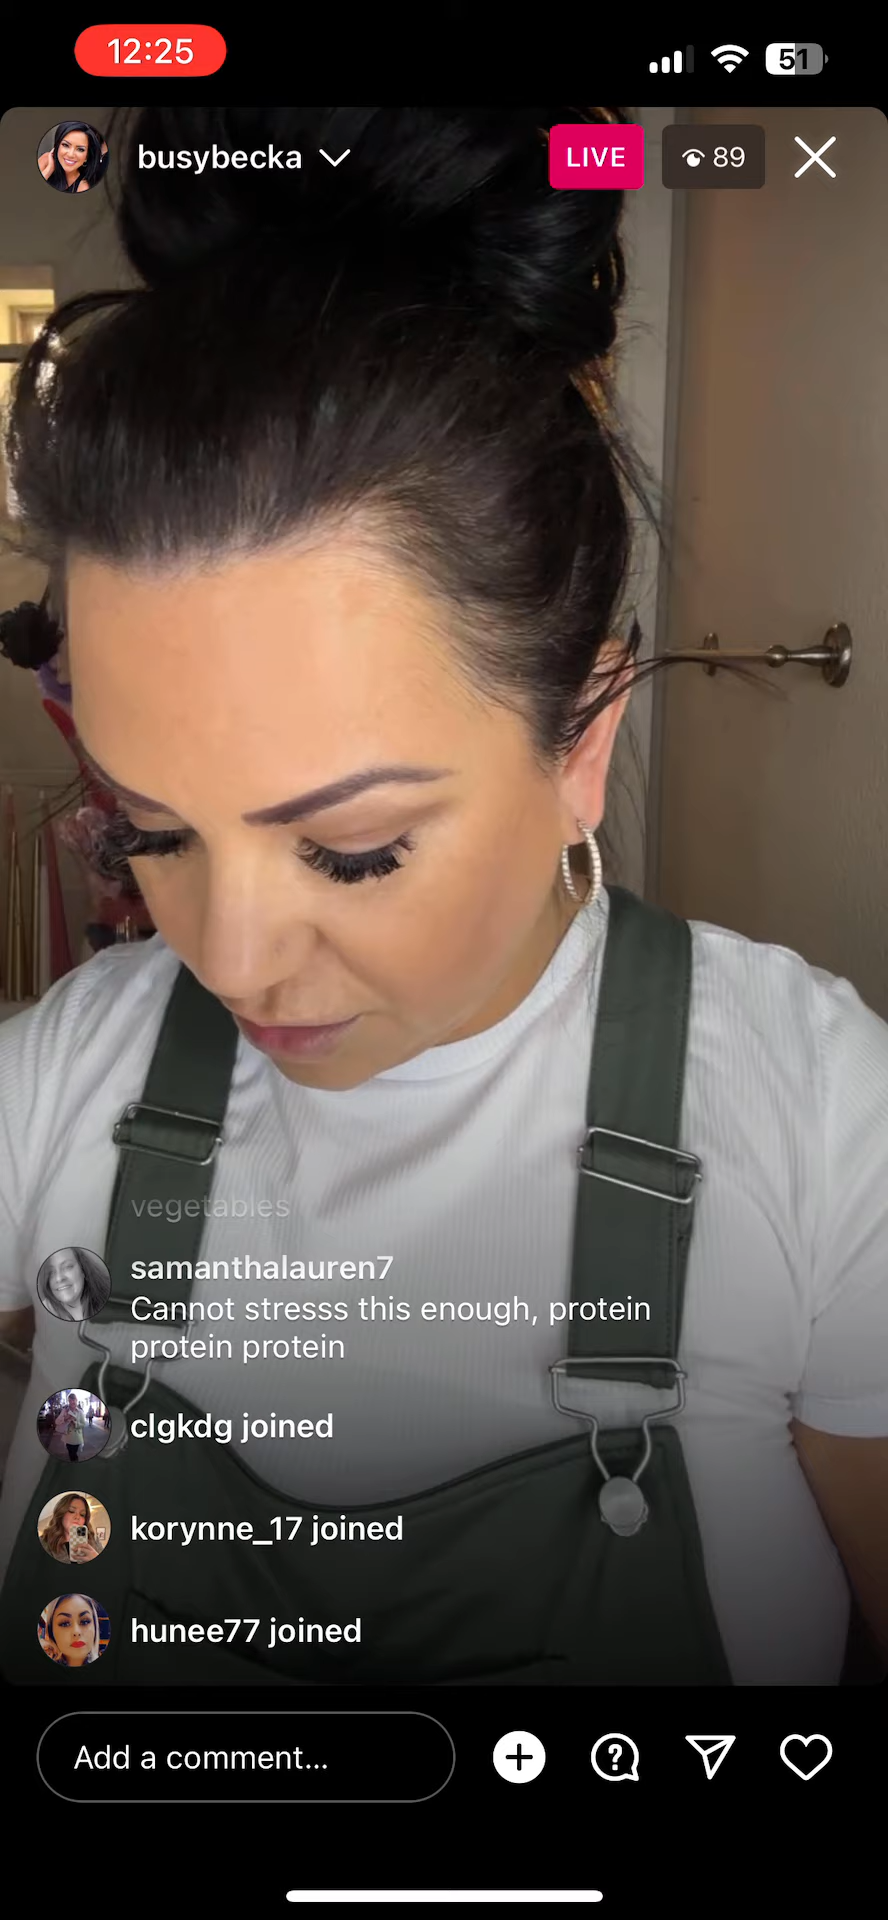 12:25
51
busybecka
LIVE
89
vegetables
samanthalauren7
Cannot stresss this enough, protein
protein protein
clgkdg joined
korynne_17 joined
hunee77 joined
Add a comment...